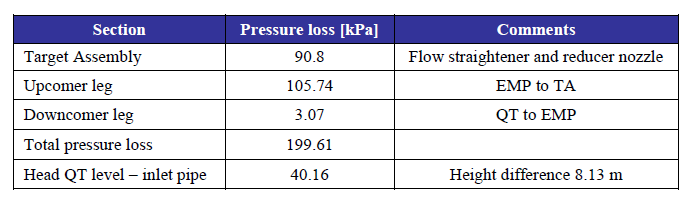 Section Pressure loss [kPa] Comments
Target Assembly 90.8 Flow straightener and reducer nozzle
Upcomer leg 105.74 EMP to TA
Downcomer leg 3.07 QT to EMP
Total pressure loss 199.61
Head QT level – inlet pipe 40.16 Height difference 8.13 m